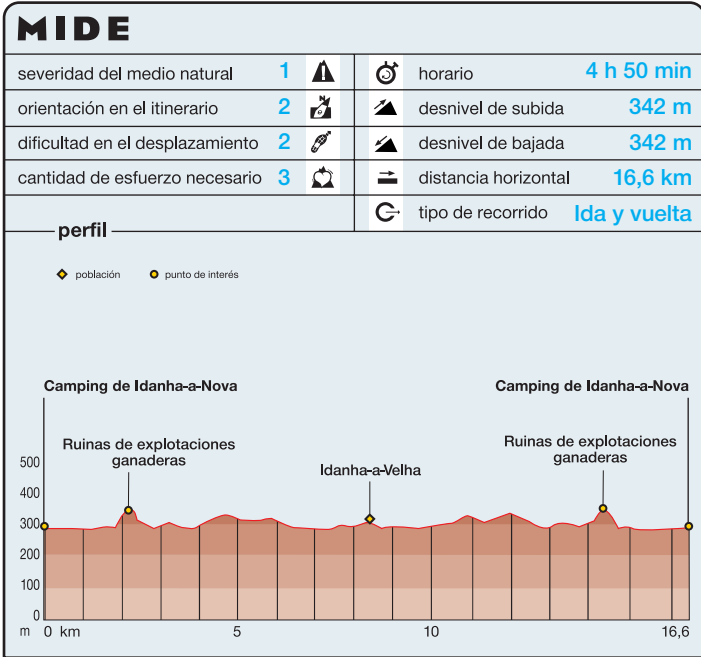 MIDE
severidad del medio natural 1
orientación en el itinerario 2
dificultad en el desplazamiento 2
cantidad de esfuerzo necesario 3
horario 4 h 50 min
desnivel de subida 342 m
desnivel de bajada 342 m
distancia horizontal 16,6 km
tipo de recorrido Ida y vuelta
perfil
población punto de interés
Camping de Idanha-a-Nova Camping de Idanha-a-Nova
Ruinas de explotaciones
ganaderas
Idanha-a-Velha
Ruinas de explotaciones
ganaderas
500
400
300
200
100
0
m 0 km 5 10 16,6
N